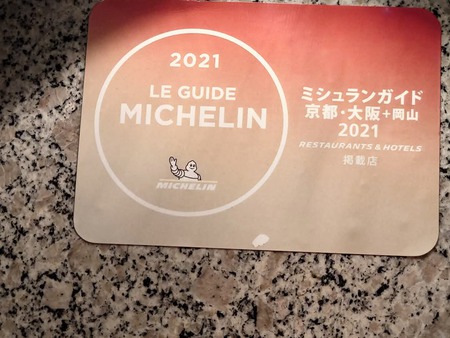 2021
LE GUIDE
MICHELIN
MICHELIN
ミシュランガイド
京都・大阪+岡山
2021
RESTAURANTS & HOTELS
掲載店